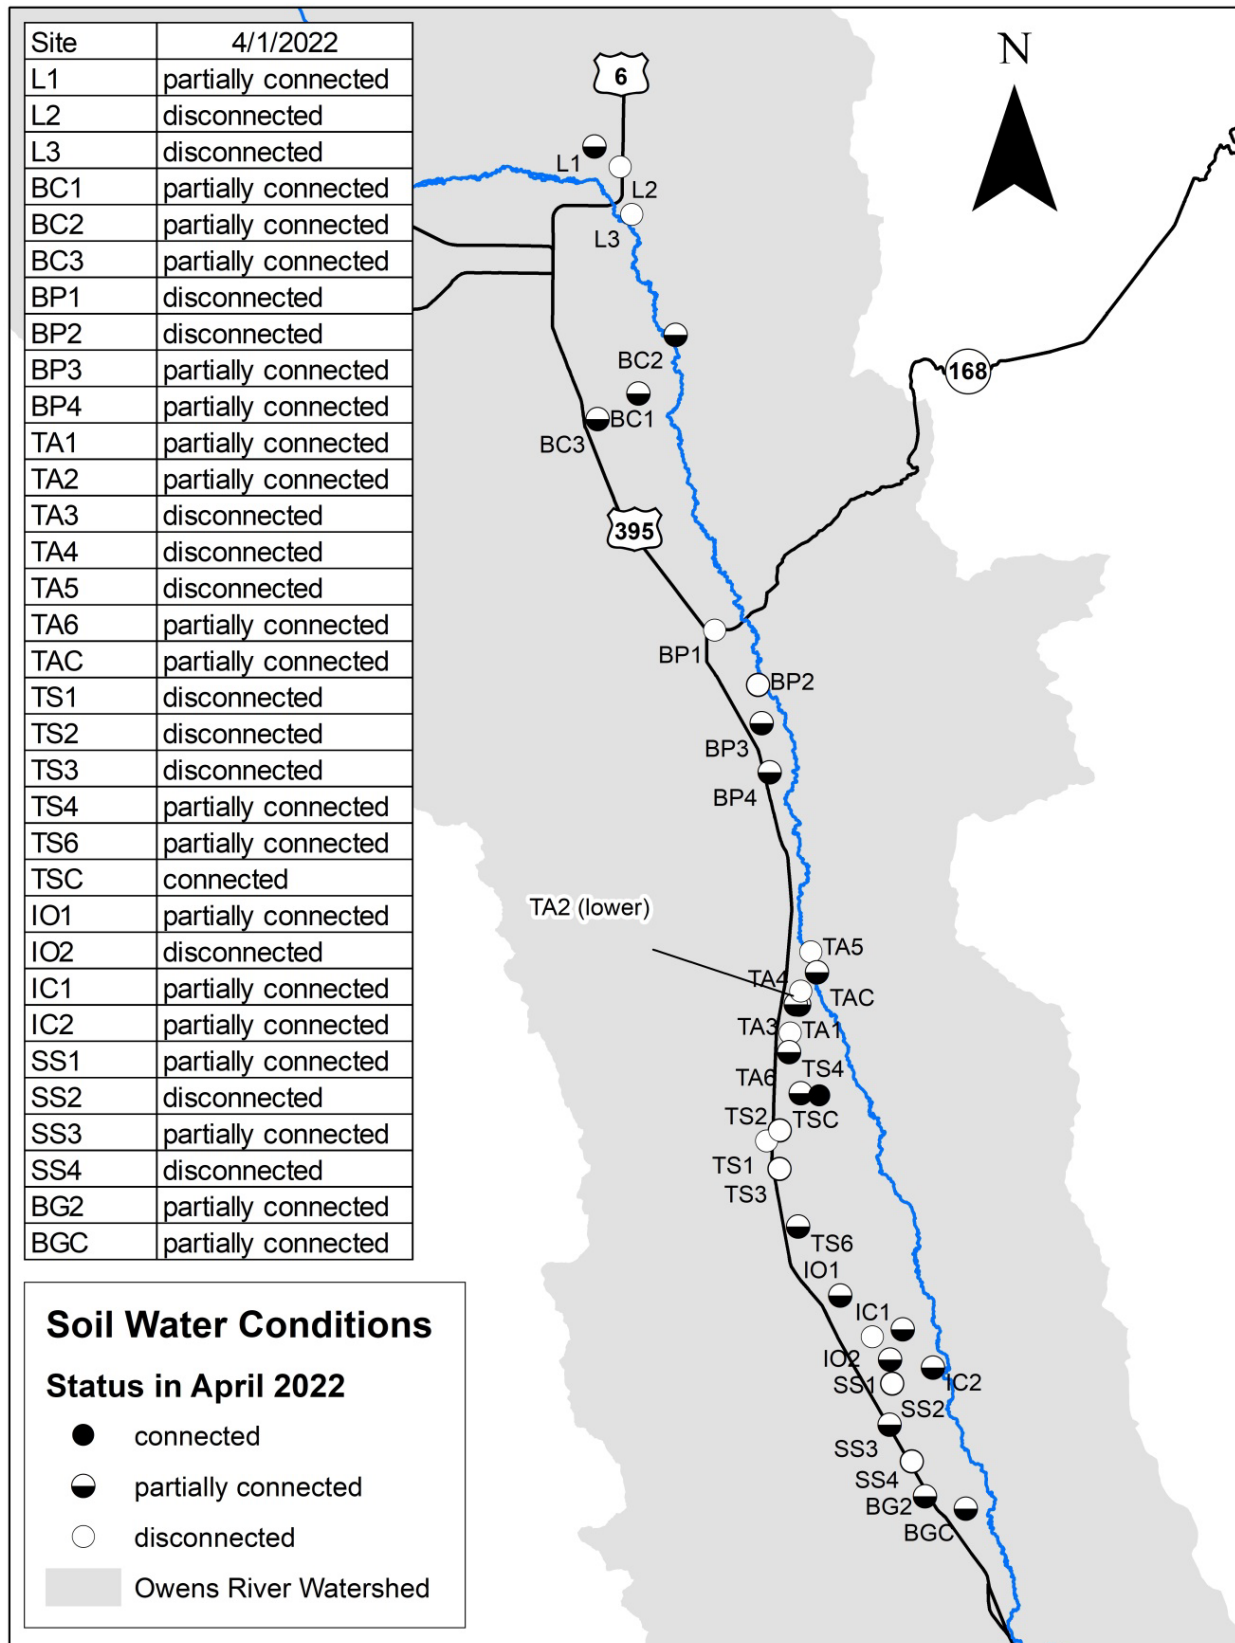 Site 4/1/2022
L1 partially connected
L2 disconnected
L3 disconnected
BC1 partially connected
BC2 partially connected
BC3 partially connected
BP1 disconnected
BP2 disconnected
BP3 partially connected
BP4 partially connected
TA1 partially connected
TA2 partially connected
TA3 disconnected
TA4 disconnected
TA5 disconnected
TA6 partially connected
TAC partially connected
TS1 disconnected
TS2 disconnected
TS3 disconnected
TS4 partially connected
TS6 partially connected
TSC connected
IO1 partially connected
IO2 disconnected
IC1 partially connected
IC2 partially connected
SS1 partially connected
SS2 disconnected
SS3 partially connected
SS4 disconnected
BG2 partially connected
BGC partially connected
Soil Water Conditions
Status in April 2022
connected
partially connected
disconnected
Owens River Watershed
N
6
L1
L2
L3
BC2
168
BC1
BC3
395
BP1
BP2
BP3
BP4
TA2 (lower)
TA5
TA4
TAC
TA3
TA1
TS4
TA6
TS2
TSC
TS1
TS3
TS6
IO1
IC1
IO2
SS1
IC2
SS2
SS3
SS4
BG2
BGC